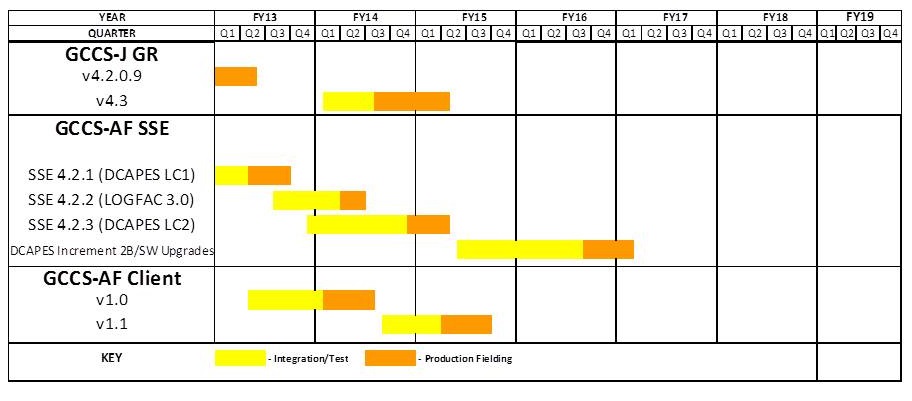 YEAR FY13 FY14 FY15 FY16 FY17 FY18 FY19
QUARTER Q1 Q2 Q3 Q4 Q1 Q2 Q3 Q4 Q1 Q2 Q3 Q4 Q1 Q2 Q3 Q4 Q1 Q2 Q3 Q4 Q1 Q2 Q3 Q4 Q1 Q2 Q3 Q4
GCCS-J GR
v4.2.0.9
v4.3
GCCS-AF SSE
SSE 4.2.1 (DCAPES LC1)
SSE 4.2.2 (LOGFAC 3.0)
SSE 4.2.3 (DCAPES LC2)
DCAPES Increment 2B/SW Upgrades
GCCS-AF Client
v1.0
v1.1
KEY - Integration/Test - Production Fielding